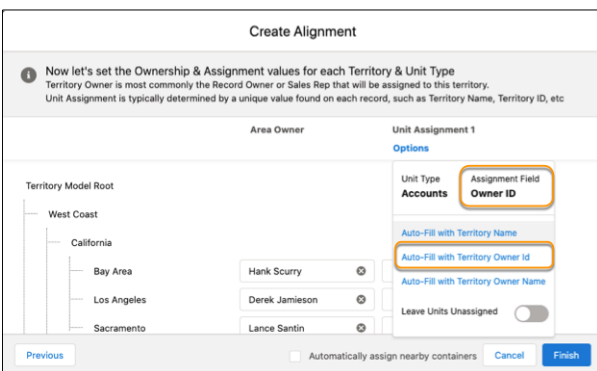 Create Alignment
Now let's set the Ownership & Assignment values for each Territory & Unit Type
Territory Owner is most commonly the Record Owner or Sales Rep that will be assigned to this territory.
Unit Assignment is typically determined by a unique value found on each record, such as Territory Name, Territory ID, etc
Area Owner
Unit Assignment 1
Options
Unit Type
Assignment Field
Accounts
Owner ID
Territory Model Root
West Coast
Auto-Fill with Territory Name
California
Auto-Fill with Territory Owner Id
Bay Area
Hank Scurry
Auto-Fill with Territory Owner Name
Los Angeles
Derek Jamieson
Leave Units Unassigned
Sacramento
Lance Santin
Previous
Automatically assign nearby containers
Cancel
Finish